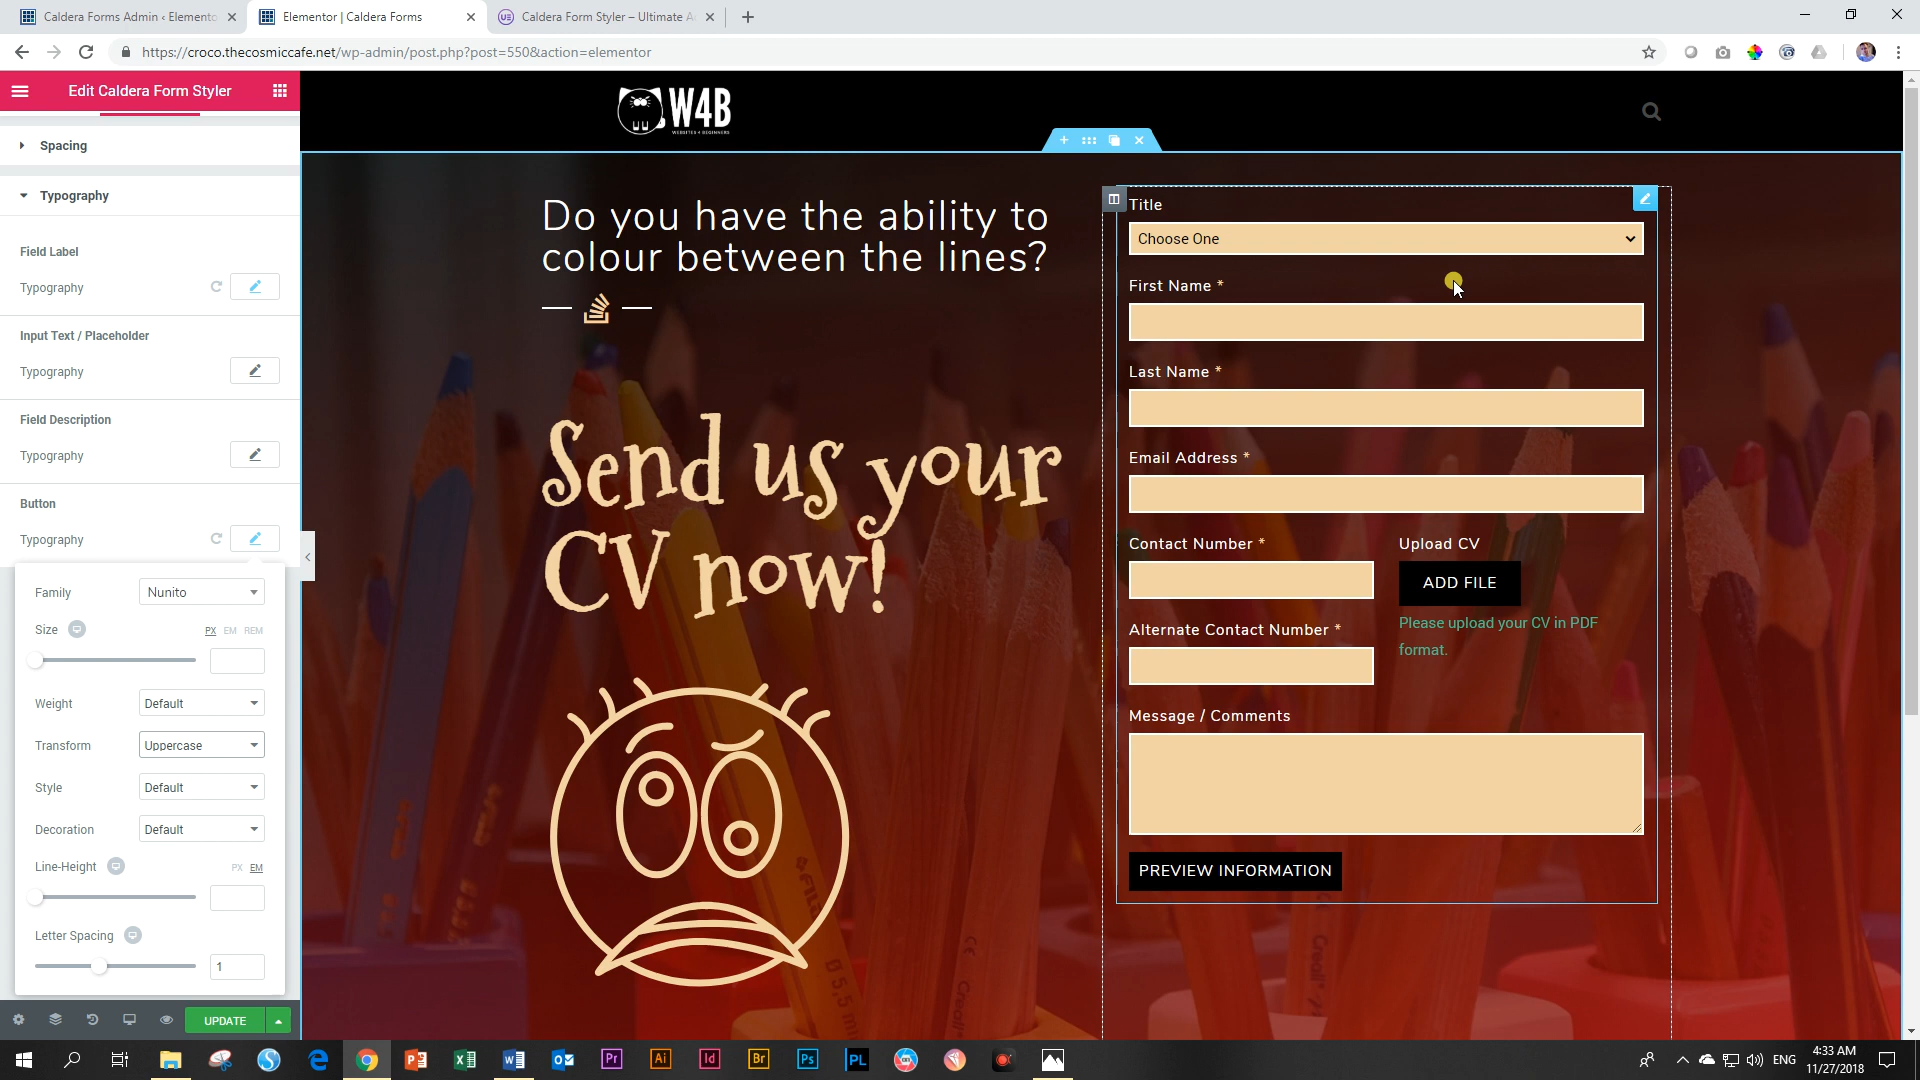 Caldera Forms Admin ‹ Elemento
Elementor | Caldera Forms
Caldera Form Styler – Ultimate A
https://croco.thecosmiccafe.net/wp-admin/post.php?post=550&action=elementor
Edit Caldera Form Styler
Spacing
Typography
Field Label
Typography
Input Text / Placeholder
Typography
Field Description
Typography
Button
Typography
Family
Nunito
Size
PX EM REM
Weight
Default
Transform
Uppercase
Style
Default
Decoration
Default
Line-Height
PX EM
Letter Spacing
1
UPDATE
W4B
WEBSITES 4 BEGINNERS
Do you have the ability to
colour between the lines?
Send us your
CV now!
Title
Choose One
First Name *
Last Name *
Email Address *
Contact Number *
Upload CV
ADD FILE
Please upload your CV in PDF
format.
Alternate Contact Number *
Message / Comments
PREVIEW INFORMATION
ENG
4:33 AM
11/27/2018